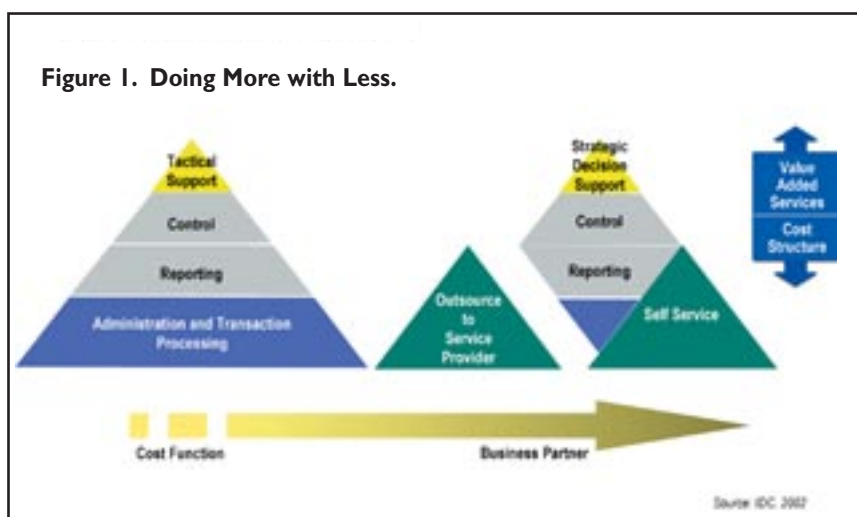 Figure 1. Doing More with Less.
Tactical
Support
Control
Reporting
Administration and Transaction
Processing
Outsource
to
Service
Provider
Strategic
Decision
Support
Control
Reporting
Self Service
Value
Added
Services
Cost
Structure
Cost Function
Business Partner
Source: IDC, 2002